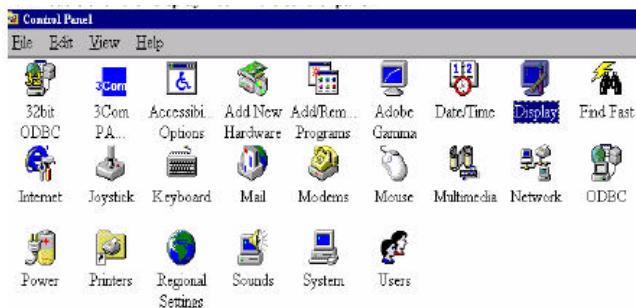 Control Panel
File Edit View Help
3Com
1 2
32bit 3Com Accessibi... Add New Add/Rem... Adobe Date/Time Display Find Fast
ODBC PA... Options Hardware Programs Gamma
Internet Joystick Keyboard Mail Modems Mouse Multimedia Network ODBC
Power Printers Regional Sounds System Users
Settings